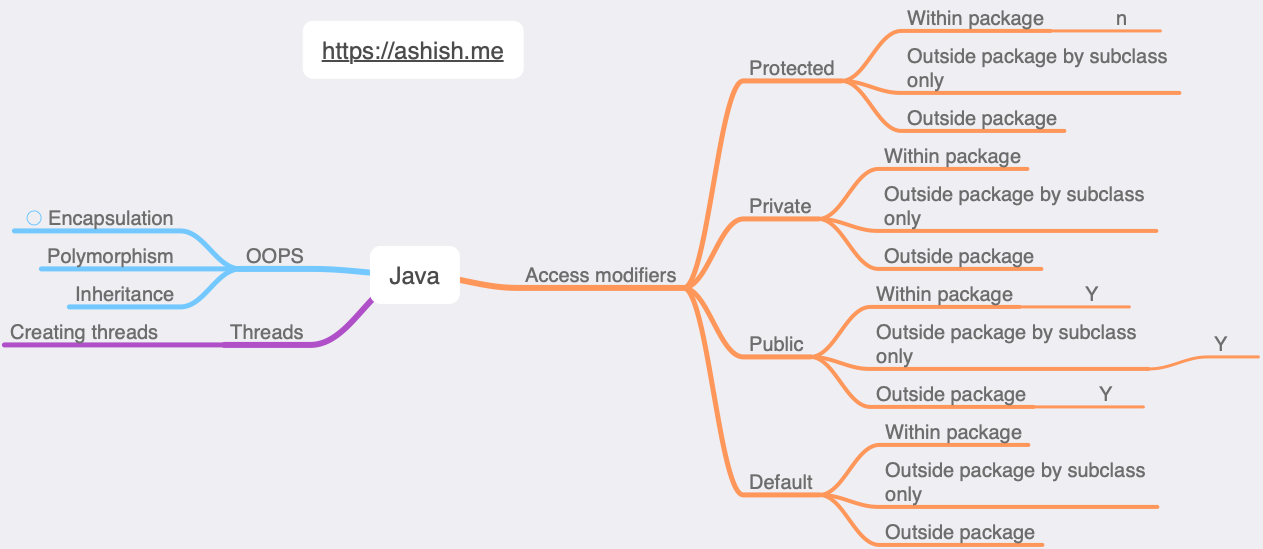 https://ashish.me
Java
OOPS
Encapsulation
Polymorphism
Inheritance
Threads
Creating threads
Access modifiers
Protected
Within package
n
Outside package by subclass
only
Outside package
Private
Within package
Outside package by subclass
only
Outside package
Public
Within package
Y
Outside package by subclass
only
Y
Outside package
Y
Default
Within package
Outside package by subclass
only
Outside package